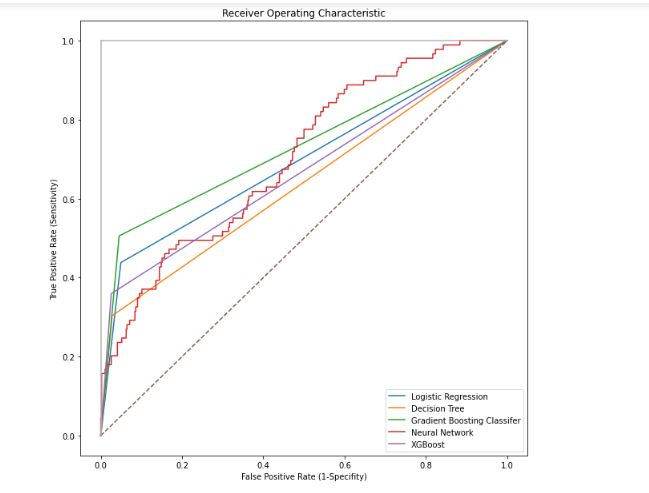 Receiver Operating Characteristic
True Positive Rate (Sensitivity)
1.0
0.8
0.6
0.4
0.2
0.0
Logistic Regression
Decision Tree
Gradient Boosting Classifer
Neural Network
XGBoost
0.0 0.2 0.4 0.6 0.8 1.0
False Positive Rate (1-Specifity)